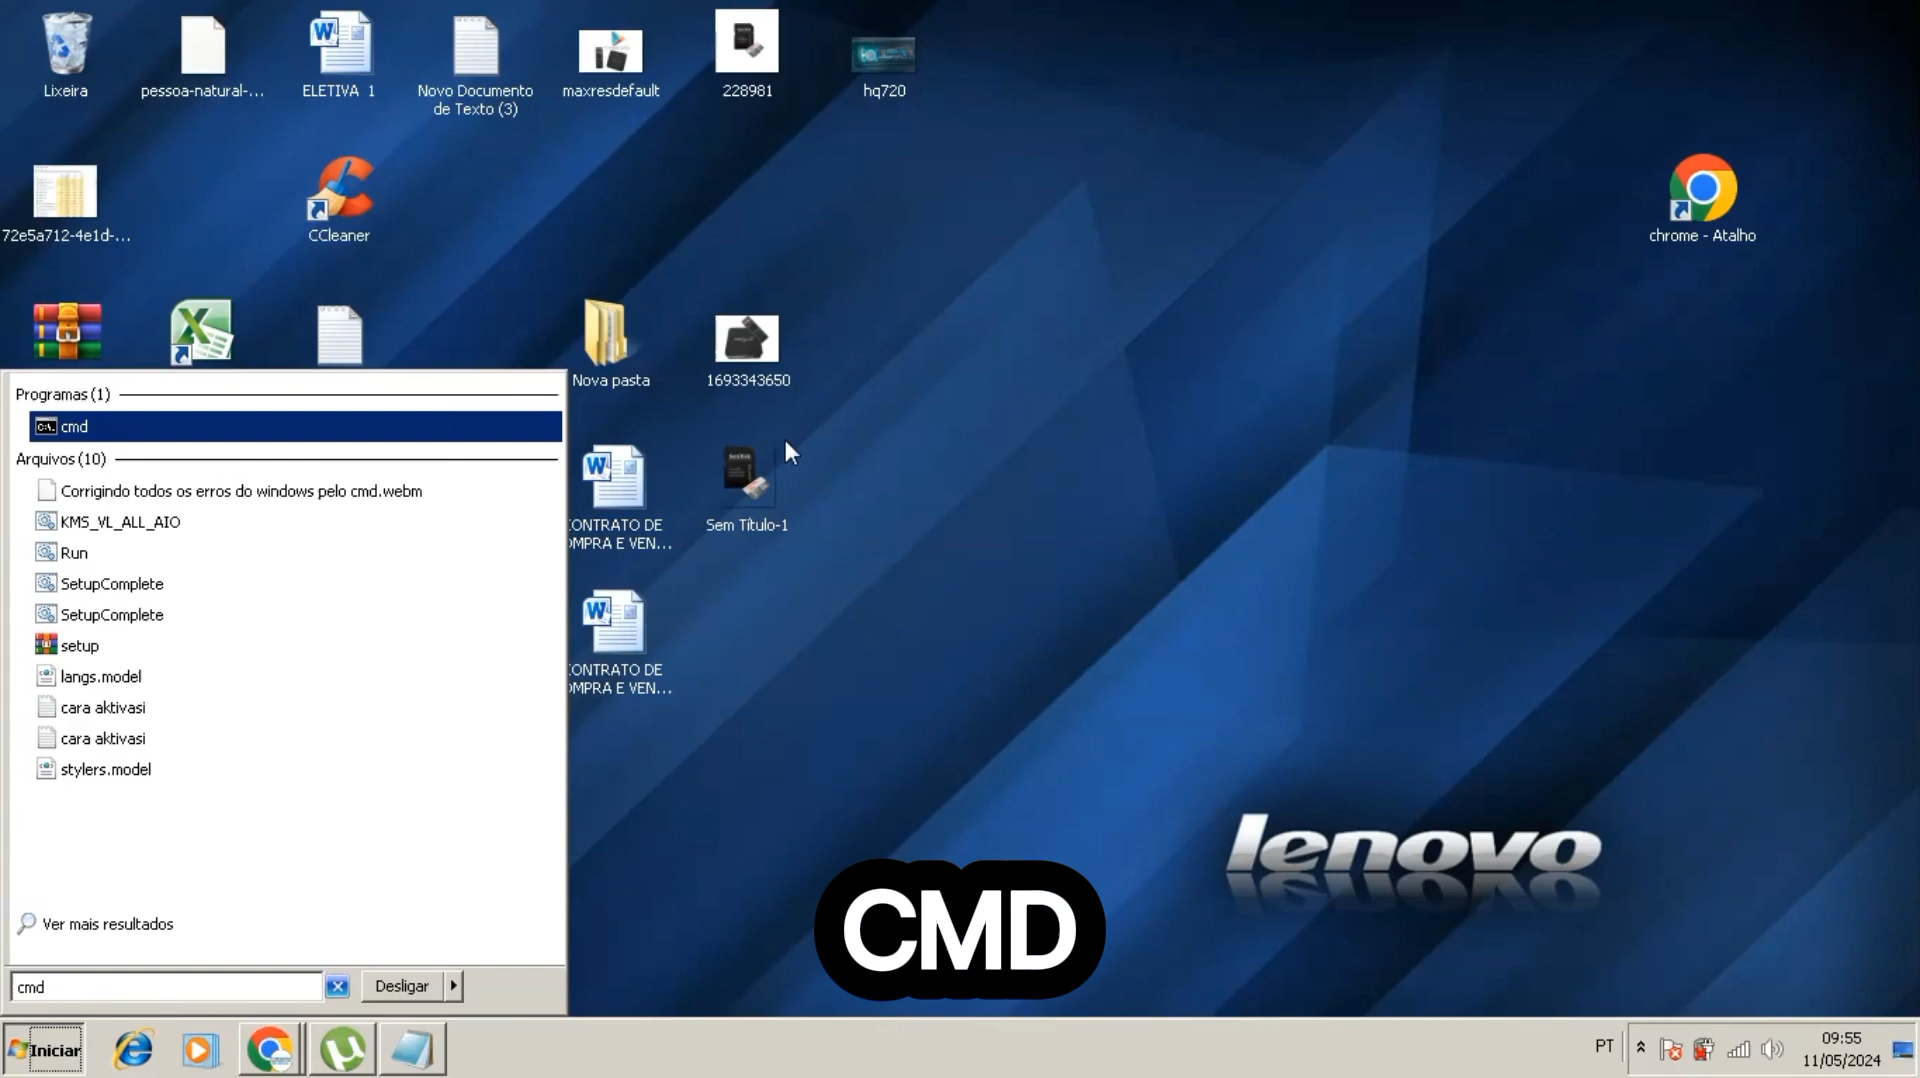 Lixeira
pessoa-natural-...
ELETIVA 1
Novo Documento
de Texto (3)
maxresdefault
228981
hq720
72e5a712-4e1d-...
CCleaner
chrome - Atalho
Nova pasta
1693343650
Programas (1)
cmd
Arquivos (10)
Corrigindo todos os erros do windows pelo cmd.webm
KMS_VL_ALL_AIO
Run
SetupComplete
SetupComplete
setup
langs.model
cara aktivasi
cara aktivasi
stylers.model
Ver mais resultados
cmd
Desligar
ONTRATO DE
MPRA E VEN...
Sem Título-1
ONTRATO DE
MPRA E VEN...
lenovo
CMD
Iniciar
PT
09:55
11/05/2024